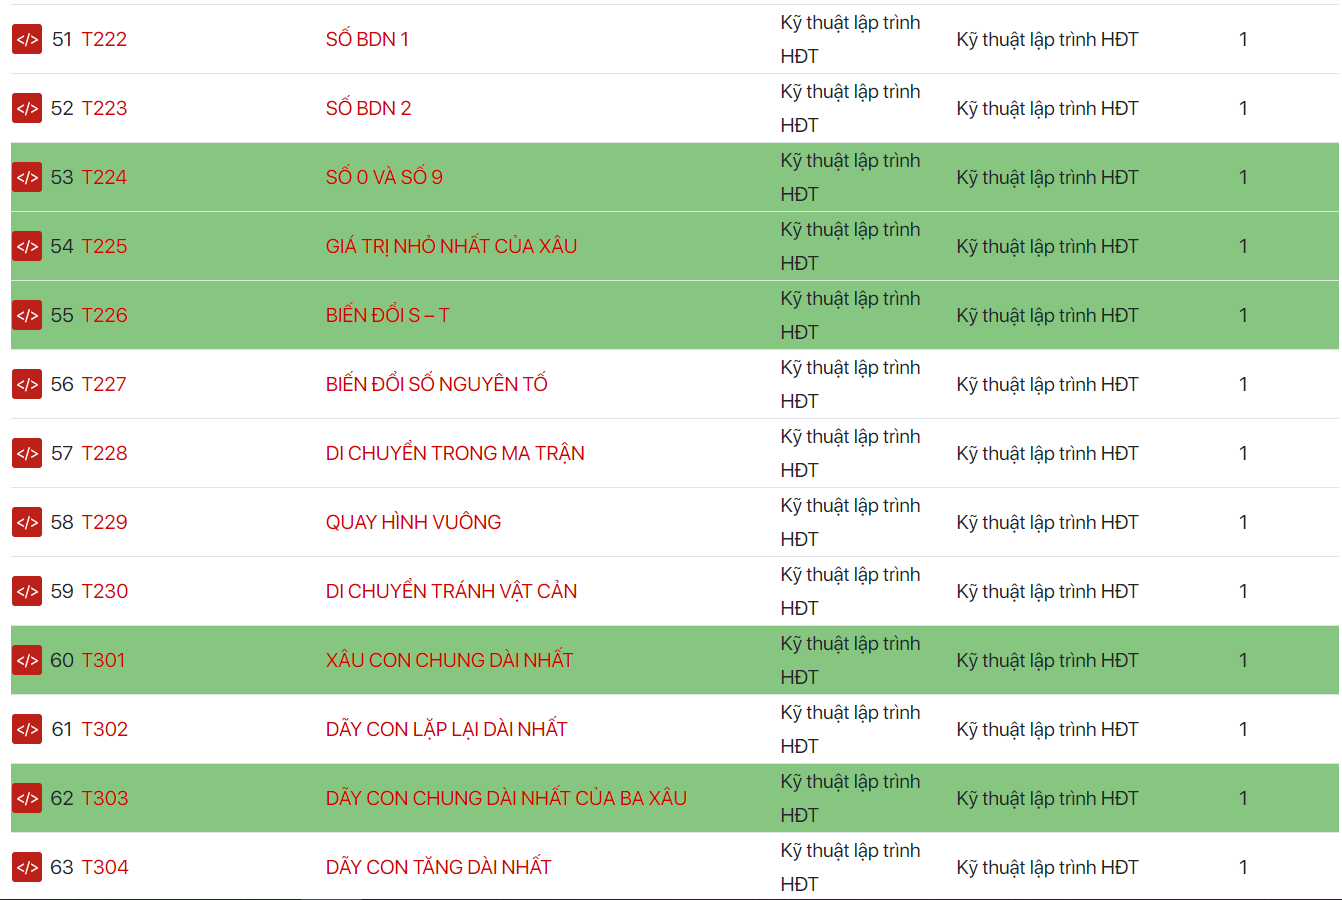 Kỹ thuật lập trình
</> 51 T222 SỐ BDN 1 Kỹ thuật lập trình HĐT 1
HĐT
Kỹ thuật lập trình
</> 52 T223 SỐ BDN 2 Kỹ thuật lập trình HĐT 1
HĐT
Kỹ thuật lập trình
</> 53 T224 SỐ 0 VÀ SỐ 9 Kỹ thuật lập trình HĐT 1
HĐT
Kỹ thuật lập trình
</> 54 T225 GIÁ TRỊ NHỎ NHẤT CỦA XÂU Kỹ thuật lập trình HĐT 1
HĐT
Kỹ thuật lập trình
</> 55 T226 BIẾN ĐỔI S – T Kỹ thuật lập trình HĐT 1
HĐT
Kỹ thuật lập trình
</> 56 T227 BIẾN ĐỔI SỐ NGUYÊN TỐ Kỹ thuật lập trình HĐT 1
HĐT
Kỹ thuật lập trình
</> 57 T228 DI CHUYỂN TRONG MA TRẬN Kỹ thuật lập trình HĐT 1
HĐT
Kỹ thuật lập trình
</> 58 T229 QUAY HÌNH VUÔNG Kỹ thuật lập trình HĐT 1
HĐT
Kỹ thuật lập trình
</> 59 T230 DI CHUYỂN TRÁNH VẬT CẢN Kỹ thuật lập trình HĐT 1
HĐT
Kỹ thuật lập trình
</> 60 T301 XÂU CON CHUNG DÀI NHẤT Kỹ thuật lập trình HĐT 1
HĐT
Kỹ thuật lập trình
</> 61 T302 DÃY CON LẶP LẠI DÀI NHẤT Kỹ thuật lập trình HĐT 1
HĐT
Kỹ thuật lập trình
</> 62 T303 DÃY CON CHUNG DÀI NHẤT CỦA BA XÂU Kỹ thuật lập trình HĐT 1
HĐT
Kỹ thuật lập trình
</> 63 T304 DÃY CON TĂNG DÀI NHẤT Kỹ thuật lập trình HĐT 1
HĐT